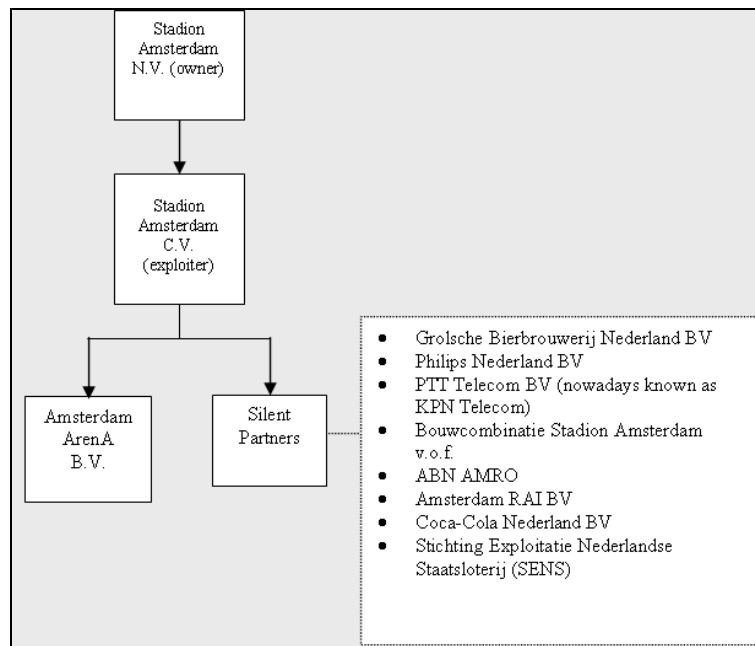 Stadion
Amsterdam
N.V. (owner)
Stadion
Amsterdam
C.V.
(exploiter)
Amsterdam
ArenA
B.V.
Silent
Partners
• Grolsche Bierbrouwerij Nederland BV
• Philips Nederland BV
• PTT Telecom BV (nowadays known as
KPN Telecom)
• Bouwcombinatie Stadion Amsterdam
v.o.f.
• ABN AMRO
• Amsterdam RAI BV
• Coca-Cola Nederland BV
• Stichting Exploitatie Nederlandse
Staatsloterij (SENS)